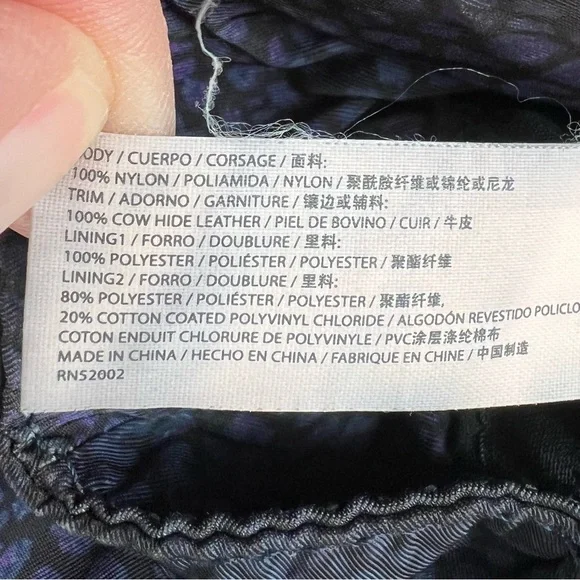 ODY / CUERPO / CORSAGE / 面料:
100% NYLON / POLIAMIDA / NYLON / 聚酰胺纤维或锦纶或尼龙
TRIM / ADORNO / GARNITURE / 镶边或辅料:
100% COW HIDE LEATHER / PIEL DE BOVINO / CUIR / 牛皮
LINING1 / FORRO / DOUBLURE / 里料:
100% POLYESTER / POLIÉSTER / POLYESTER / 聚酯纤维
LINING2 / FORRO / DOUBLURE / 里料:
80% POLYESTER / POLIÉSTER / POLYESTER / 聚酯纤维,
20% COTTON COATED POLYVINYL CHLORIDE / ALGODÓN REVESTIDO POLICLO
COTON ENDUIT CHLORURE DE POLYVINYLE / PVC涂层涤纶棉布
MADE IN CHINA / HECHO EN CHINA / FABRIQUE EN CHINE / 中国制造
RN52002